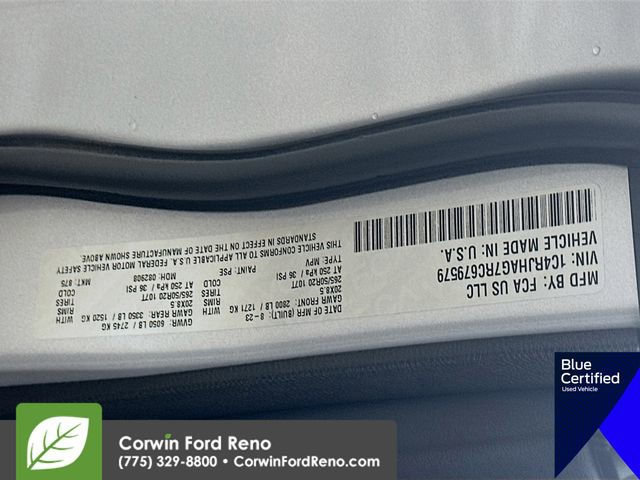 MFD BY: FCA US LLC
VIN: 1C4RJHAG7RC679579
VEHICLE MADE IN: U.S.A.
DATE OF MFR (BUILT): 8-23
GVWR: 6050 LB / 2745 KG
GAWR FRONT: 2800 LB / 1271 KG
GAWR REAR: 3350 LB / 1520 KG
WITH
20X8.5
RIMS
WITH
20X8.5
RIMS
265/50R20 107T
TIRES
265/50R20 107T
TIRES
AT 250 kPa / 36 PSI
COLD
AT 250 kPa / 36 PSI
COLD
TYPE: MPV
PAINT: PSE
MDH: 082908
MKT: 975
THIS VEHICLE CONFORMS TO ALL U.S.A. APPLICABLE FEDERAL MOTOR VEHICLE SAFETY
STANDARDS IN EFFECT ON THE DATE OF MANUFACTURE SHOWN ABOVE.
Blue
Certified
Used Vehicle
Corwin Ford Reno
(775) 329-8800 • CorwinFordReno.com